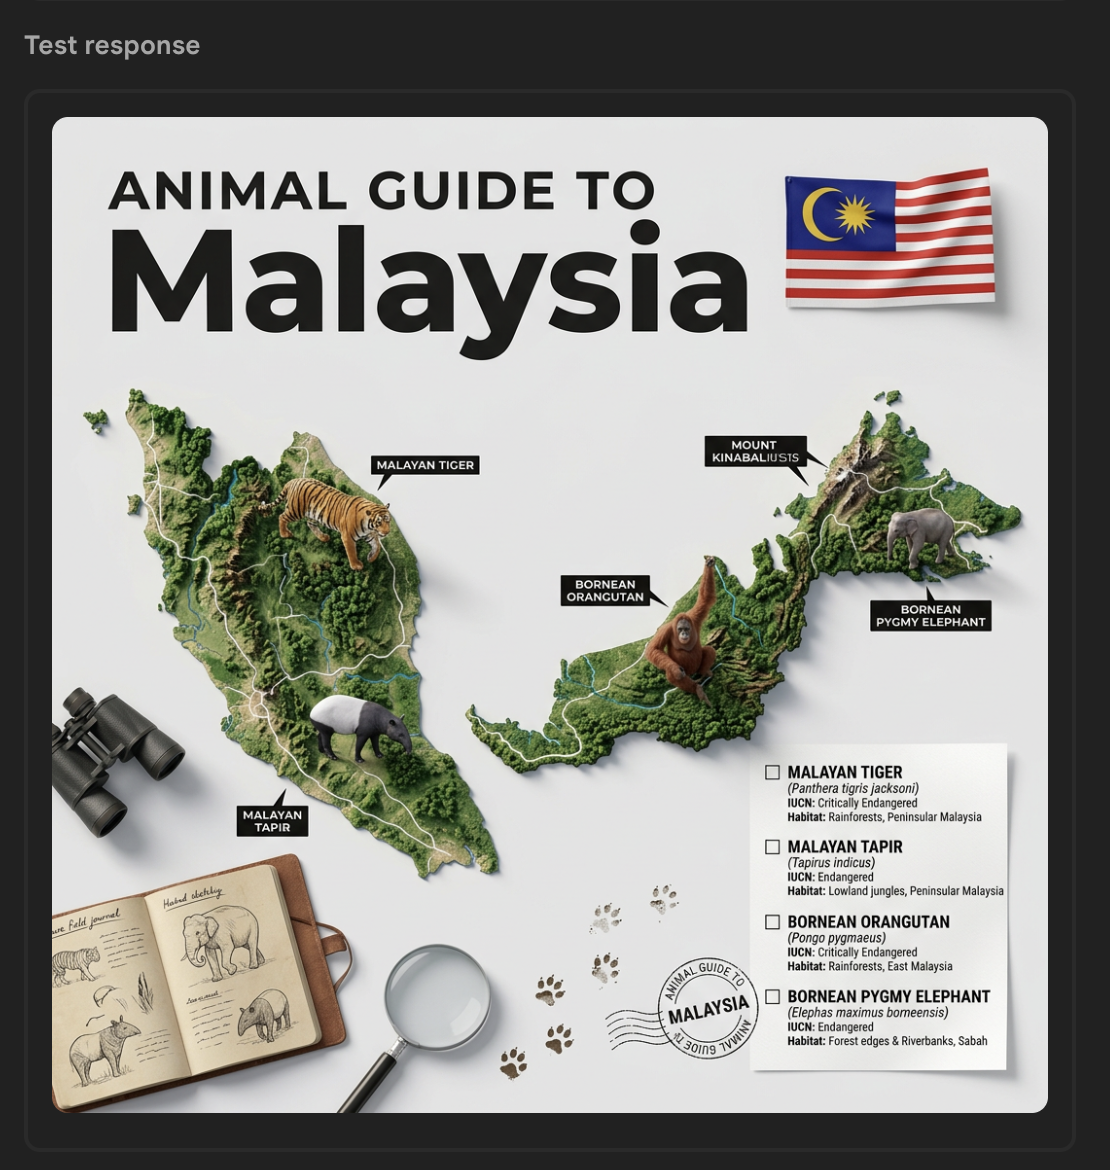 Test response
ANIMAL GUIDE TO
Malaysia
MALAYAN TIGER
MOUNT
BORNEAN
ORANGUTAN
BORNEAN
PYGMY ELEPHANT
MALAYAN
TAPIR
field journal
☐ MALAYAN TIGER
(Panthera tigris jacksoni)
IUCN: Critically Endangered
Habitat: Rainforests, Peninsular Malaysia
☐ MALAYAN TAPIR
(Tapirus indicus)
IUCN: Endangered
Habitat: Lowland jungles, Peninsular Malaysia
☐ BORNEAN ORANGUTAN
(Pongo pygmaeus)
IUCN: Critically Endangered
Habitat: Rainforests, East Malaysia
☐ BORNEAN PYGMY ELEPHANT
(Elephas maximus borneensis)
IUCN: Endangered
Habitat: Forest edges & Riverbanks, Sabah
ANIMAL GUIDE TO
MALAYSIA
ANIMAL GUIDE